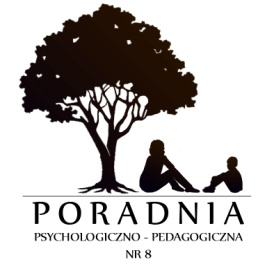 PORADNIA
PSYCHOLOGICZNO - PEDAGOGICZNA
NR 8